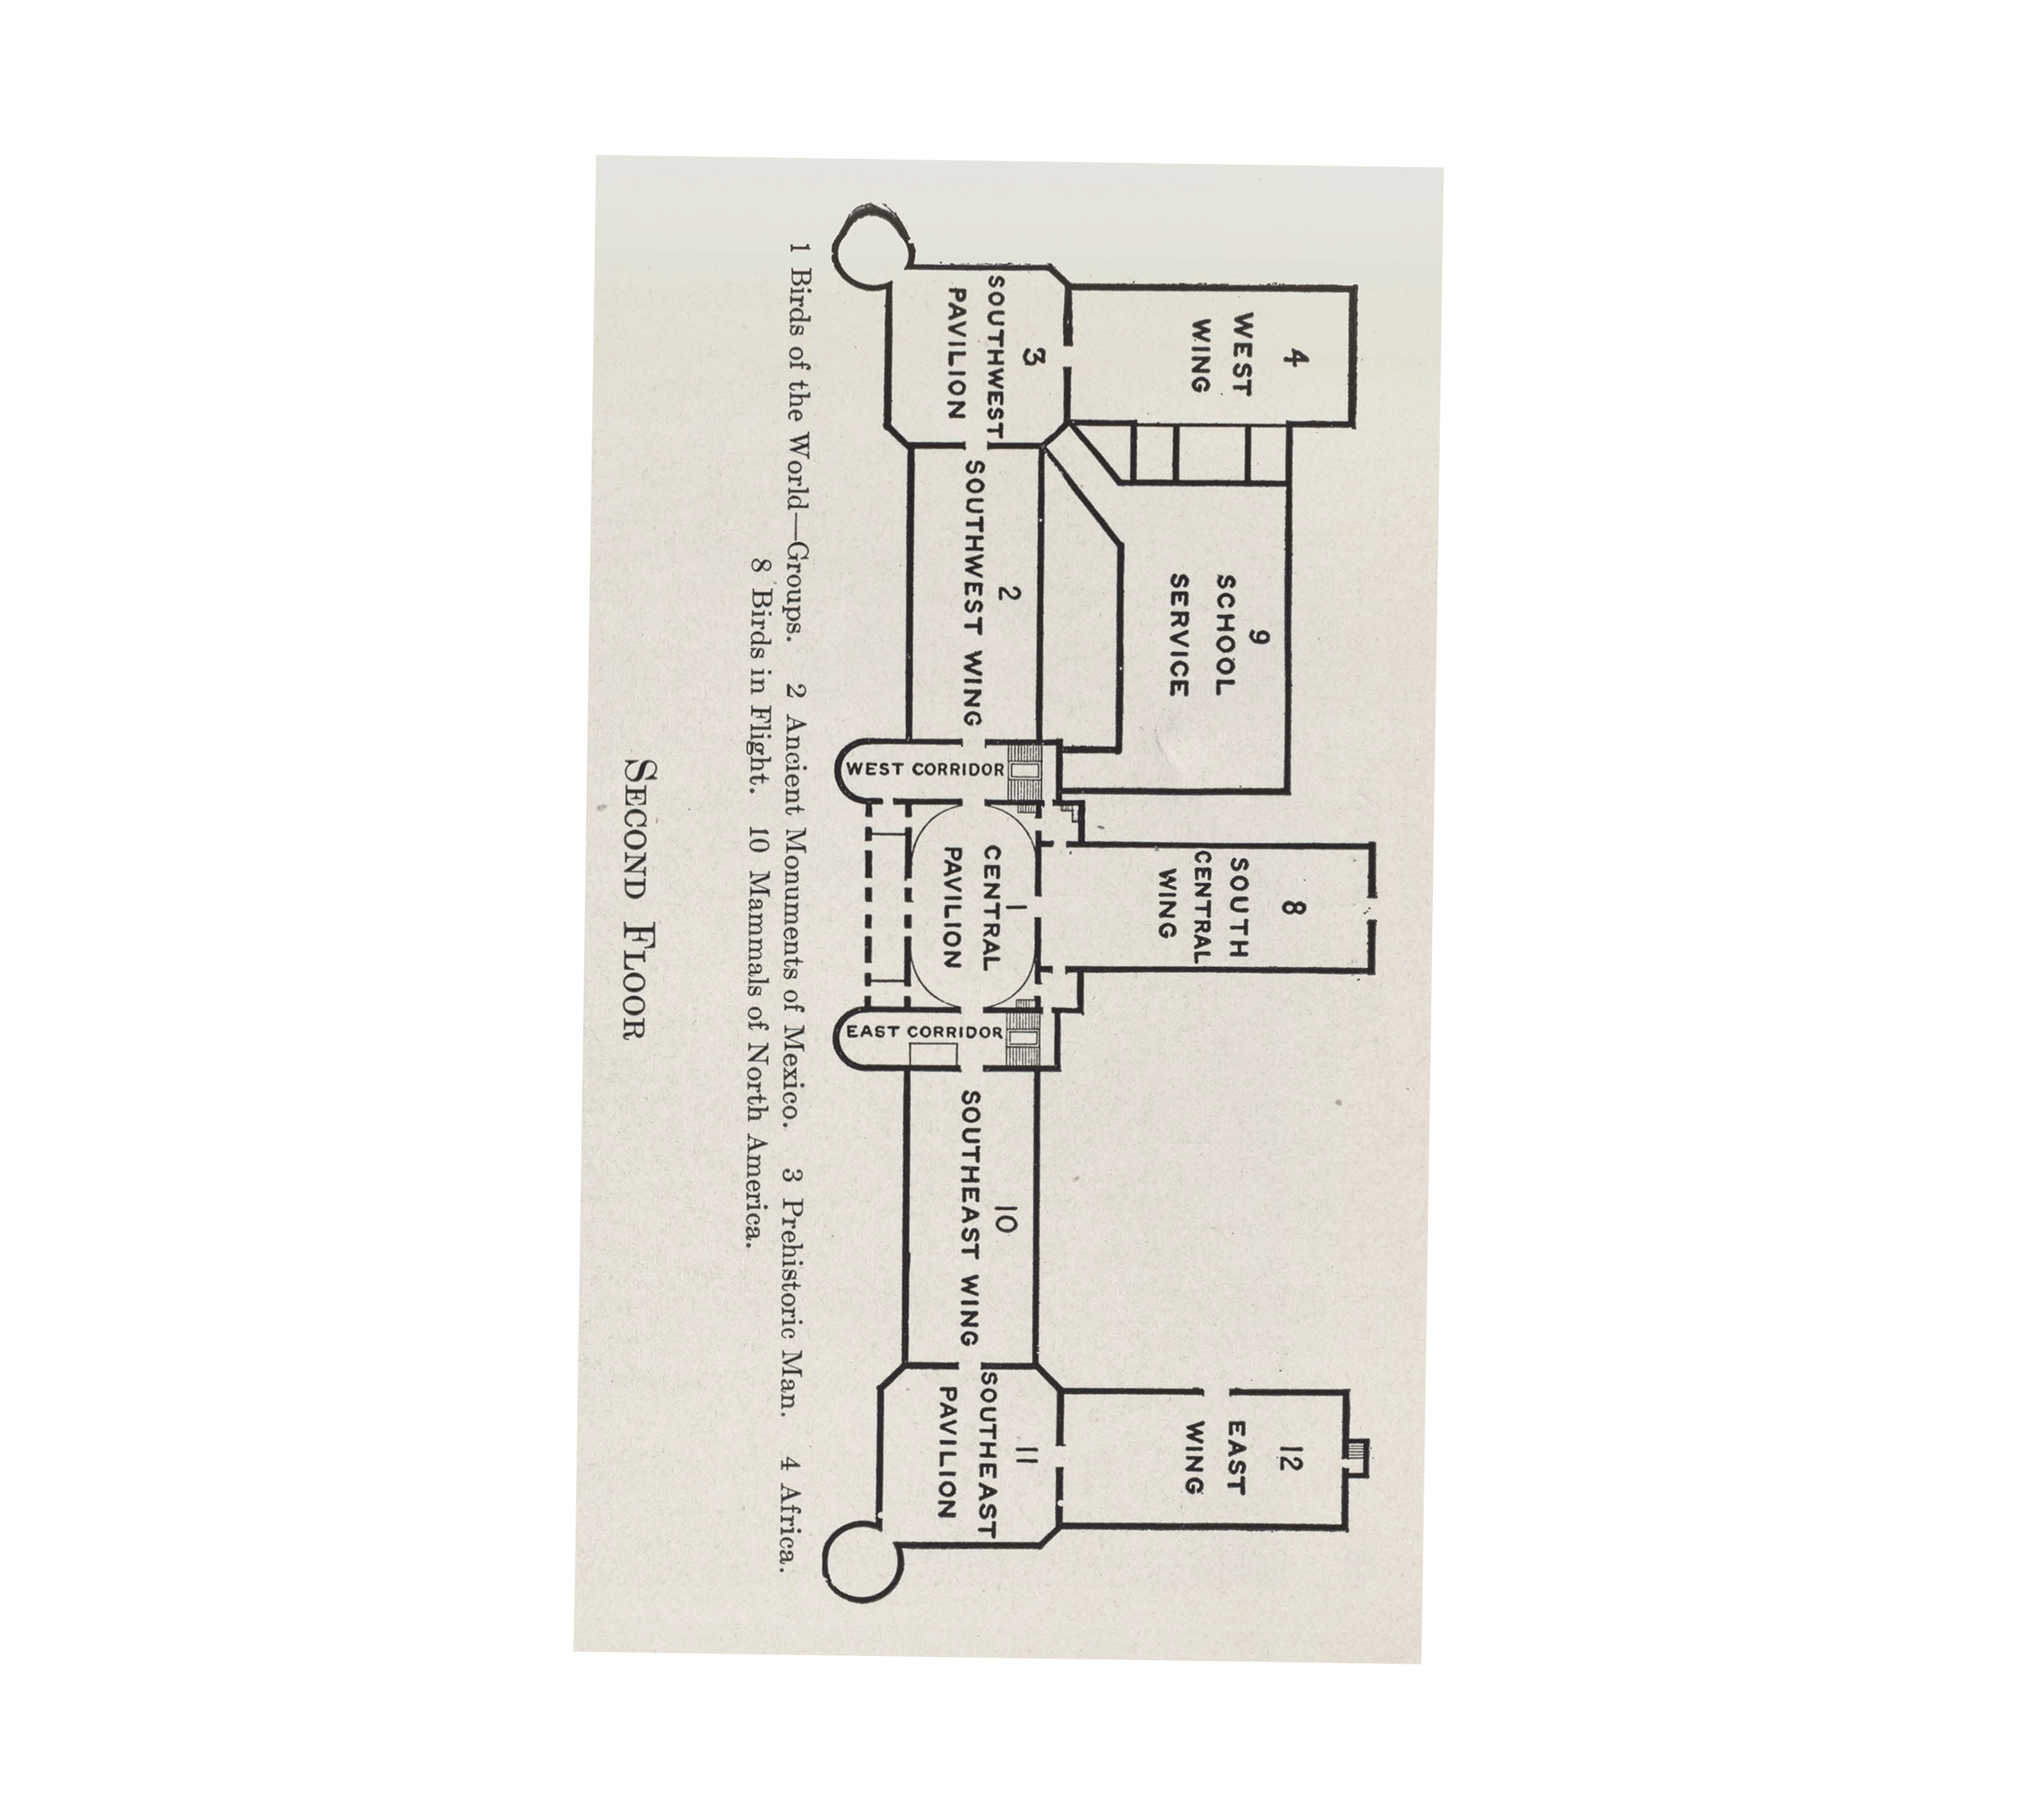 4
WEST
WING
9
SCHOOL
SERVICE
8
SOUTH
CENTRAL
WING
12
EAST
WING
3
SOUTHWEST
PAVILION
2
SOUTHWEST WING
WEST CORRIDOR
1
CENTRAL
PAVILION
EAST CORRIDOR
10
SOUTHEAST WING
11
SOUTHEAST
PAVILION
1 Birds of the World—Groups. 2 Ancient Monuments of Mexico. 3 Prehistoric Man. 4 Africa.
8 Birds in Flight. 10 Mammals of North America.
SECOND FLOOR